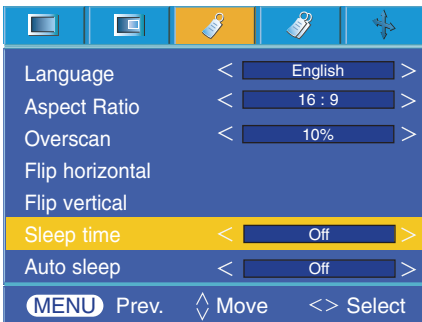 Language < English >
Aspect Ratio < 16 : 9 >
Overscan < 10% >
Flip horizontal
Flip vertical
Sleep time < Off >
Auto sleep < Off >
MENU Prev. Move <> Select